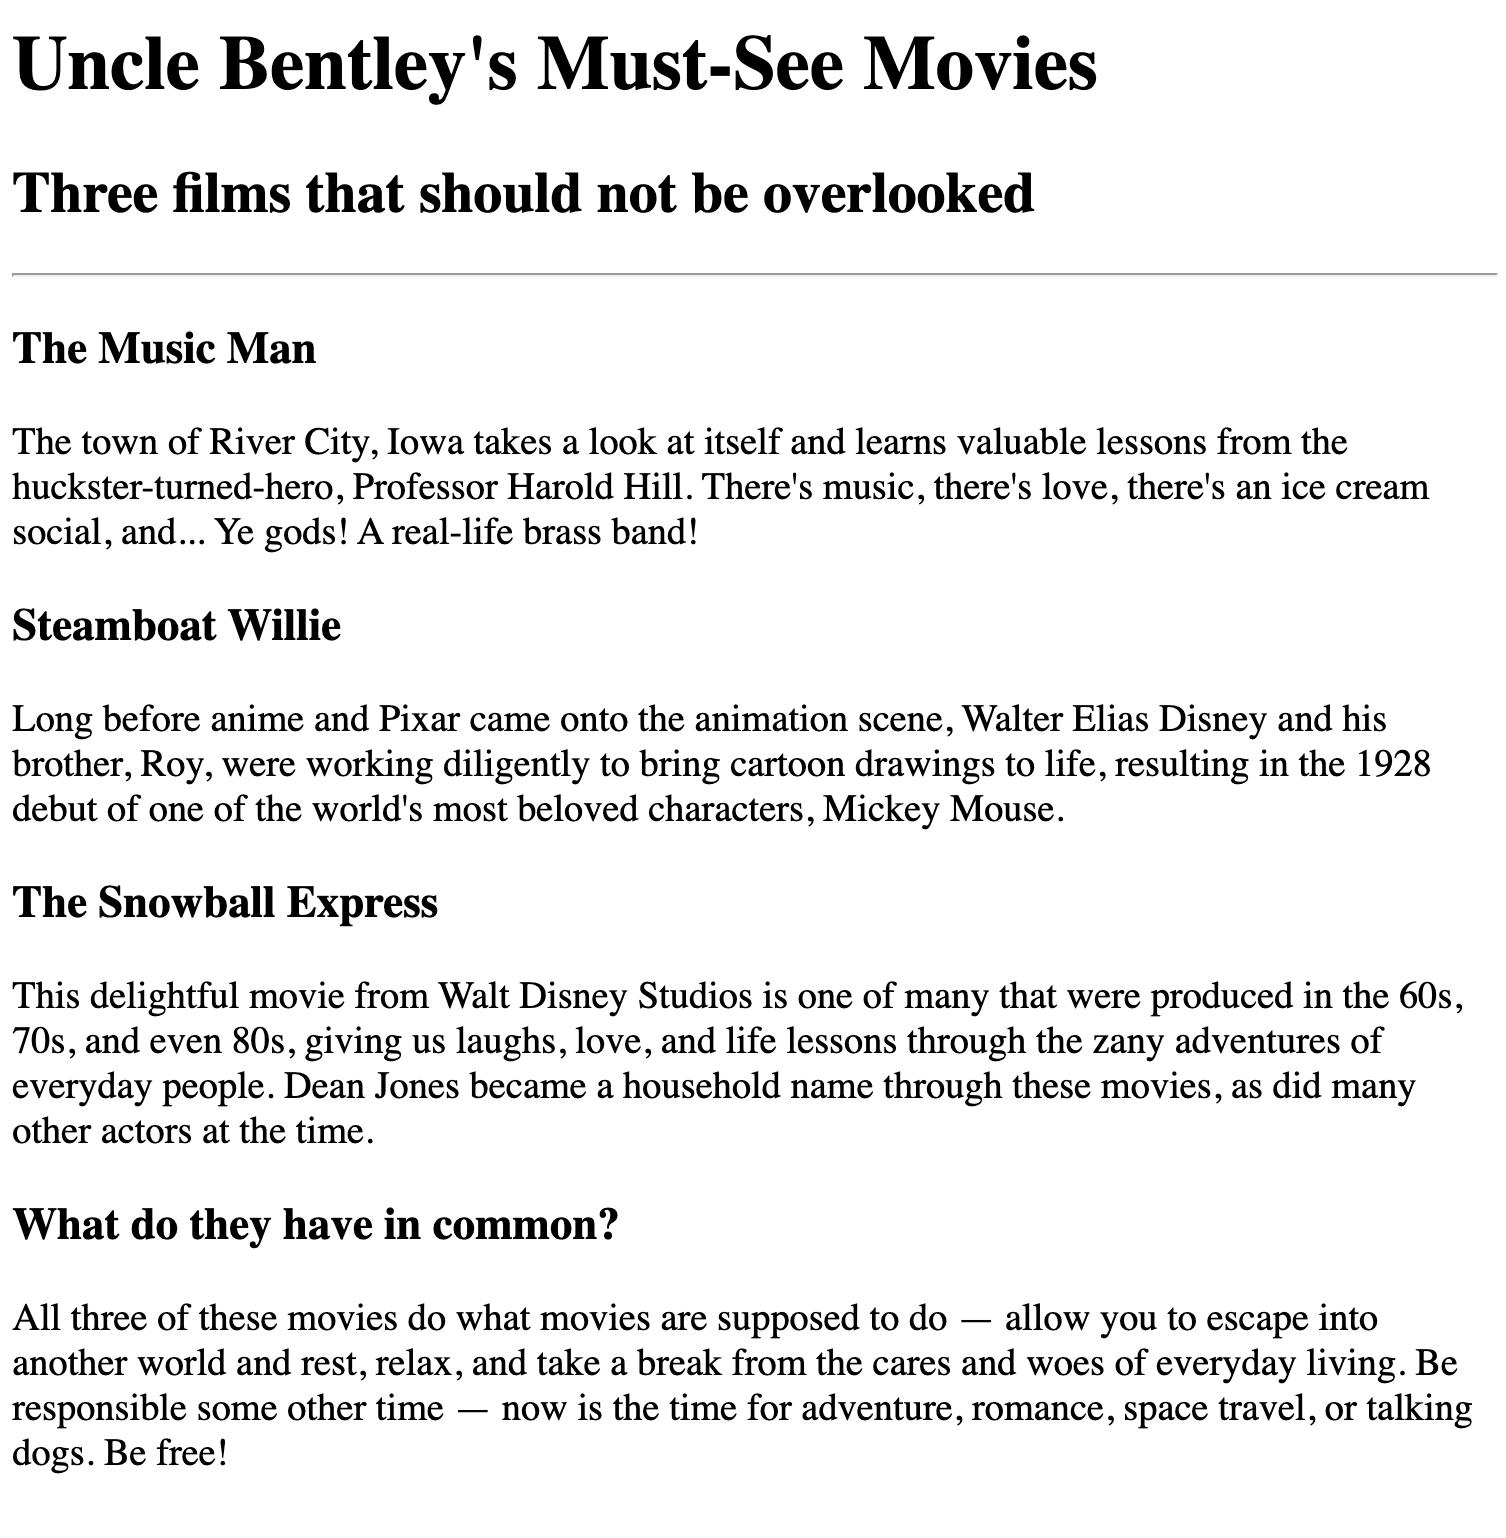 Uncle Bentley's Must-See Movies
Three films that should not be overlooked
The Music Man
The town of River City, Iowa takes a look at itself and learns valuable lessons from the
huckster-turned-hero, Professor Harold Hill. There's music, there's love, there's an ice cream
social, and... Ye gods! A real-life brass band!
Steamboat Willie
Long before anime and Pixar came onto the animation scene, Walter Elias Disney and his
brother, Roy, were working diligently to bring cartoon drawings to life, resulting in the 1928
debut of one of the world's most beloved characters, Mickey Mouse.
The Snowball Express
This delightful movie from Walt Disney Studios is one of many that were produced in the 60s,
70s, and even 80s, giving us laughs, love, and life lessons through the zany adventures of
everyday people. Dean Jones became a household name through these movies, as did many
other actors at the time.
What do they have in common?
All three of these movies do what movies are supposed to do — allow you to escape into
another world and rest, relax, and take a break from the cares and woes of everyday living. Be
responsible some other time — now is the time for adventure, romance, space travel, or talking
dogs. Be free!